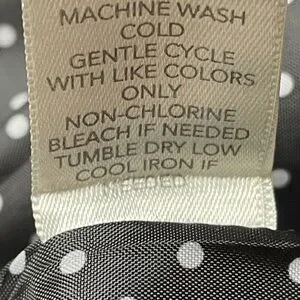 MACHINE WASH
COLD
GENTLE CYCLE
WITH LIKE COLORS
ONLY
NON-CHLORINE
BLEACH IF NEEDED
TUMBLE DRY LOW
COOL IRON IF
NEEDED